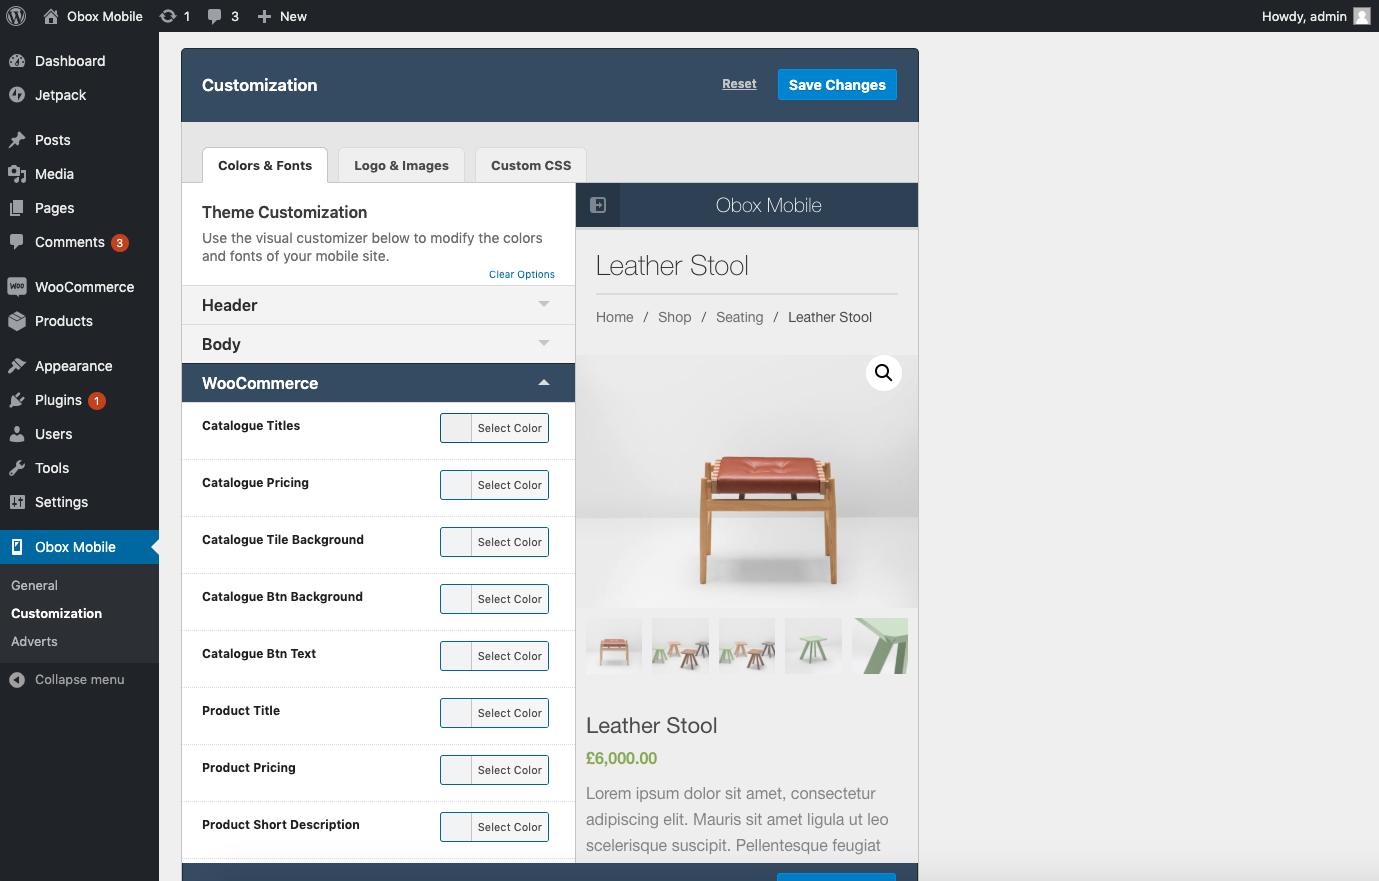 Obox Mobile
1
3
New
Howdy, admin
Dashboard
Jetpack
Posts
Media
Pages
Comments 3
WOO WooCommerce
Products
Appearance
Plugins 1
Users
Tools
Settings
Obox Mobile
General
Customization
Adverts
Collapse menu
Customization
Reset
Save Changes
Colors & Fonts
Logo & Images
Custom CSS
Theme Customization
Use the visual customizer below to modify the colors
and fonts of your mobile site.
Clear Options
Header
Body
WooCommerce
Catalogue Titles
Select Color
Catalogue Pricing
Select Color
Catalogue Tile Background
Select Color
Catalogue Btn Background
Select Color
Catalogue Btn Text
Select Color
Product Title
Select Color
Product Pricing
Select Color
Product Short Description
Select Color
Obox Mobile
Leather Stool
Home / Shop / Seating / Leather Stool
Leather Stool
£6,000.00
Lorem ipsum dolor sit amet, consectetur
adipiscing elit. Mauris sit amet ligula ut leo
scelerisque suscipit. Pellentesque feugiat